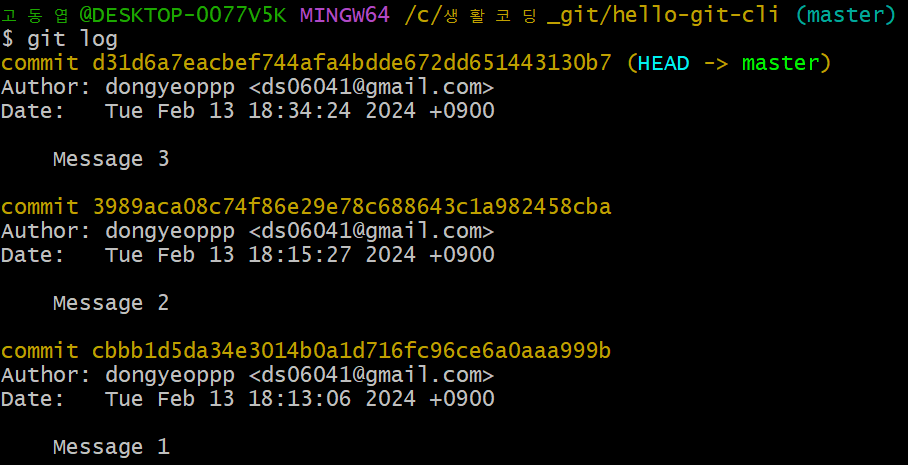 고동엽@DESKTOP-0077V5K MINGW64 /c/생활코딩_git/hello-git-cli (master)
$ git log
commit d31d6a7eacbef744afa4bdde672dd651443130b7 (HEAD -> master)
Author: dongyeoppp <ds06041@gmail.com>
Date:   Tue Feb 13 18:34:24 2024 +0900
Message 3
commit 3989aca08c74f86e29e78c688643c1a982458cba
Author: dongyeoppp <ds06041@gmail.com>
Date:   Tue Feb 13 18:15:27 2024 +0900
Message 2
commit cbbb1d5da34e3014b0a1d716fc96ce6a0aaa999b
Author: dongyeoppp <ds06041@gmail.com>
Date:   Tue Feb 13 18:13:06 2024 +0900
Message 1